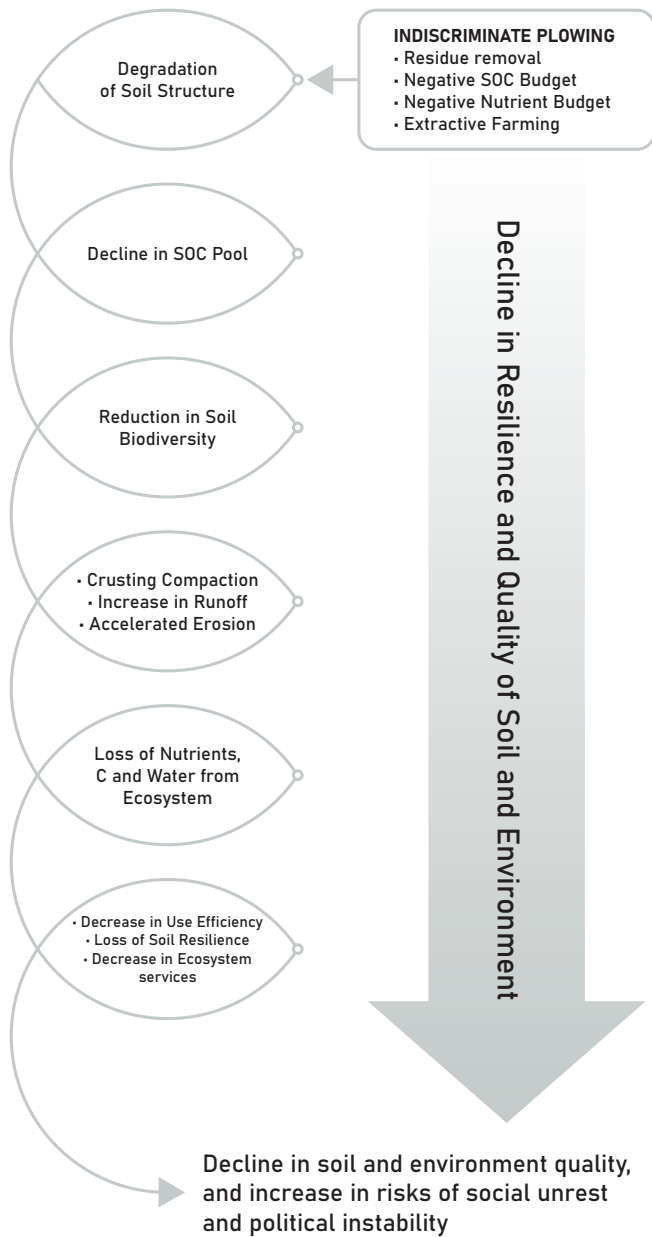 INDISCRIMINATE PLOWING
· Residue removal
· Negative SOC Budget
· Negative Nutrient Budget
· Extractive Farming
Degradation
of Soil Structure
Decline in SOC Pool
Reduction in Soil
Biodiversity
· Crusting Compaction
· Increase in Runoff
· Accelerated Erosion
Loss of Nutrients,
C and Water from
Ecosystem
· Decrease in Use Efficiency
· Loss of Soil Resilience
· Decrease in Ecosystem
services
Decline in Resilience and Quality of Soil and Environment
Decline in soil and environment quality,
and increase in risks of social unrest
and political instability